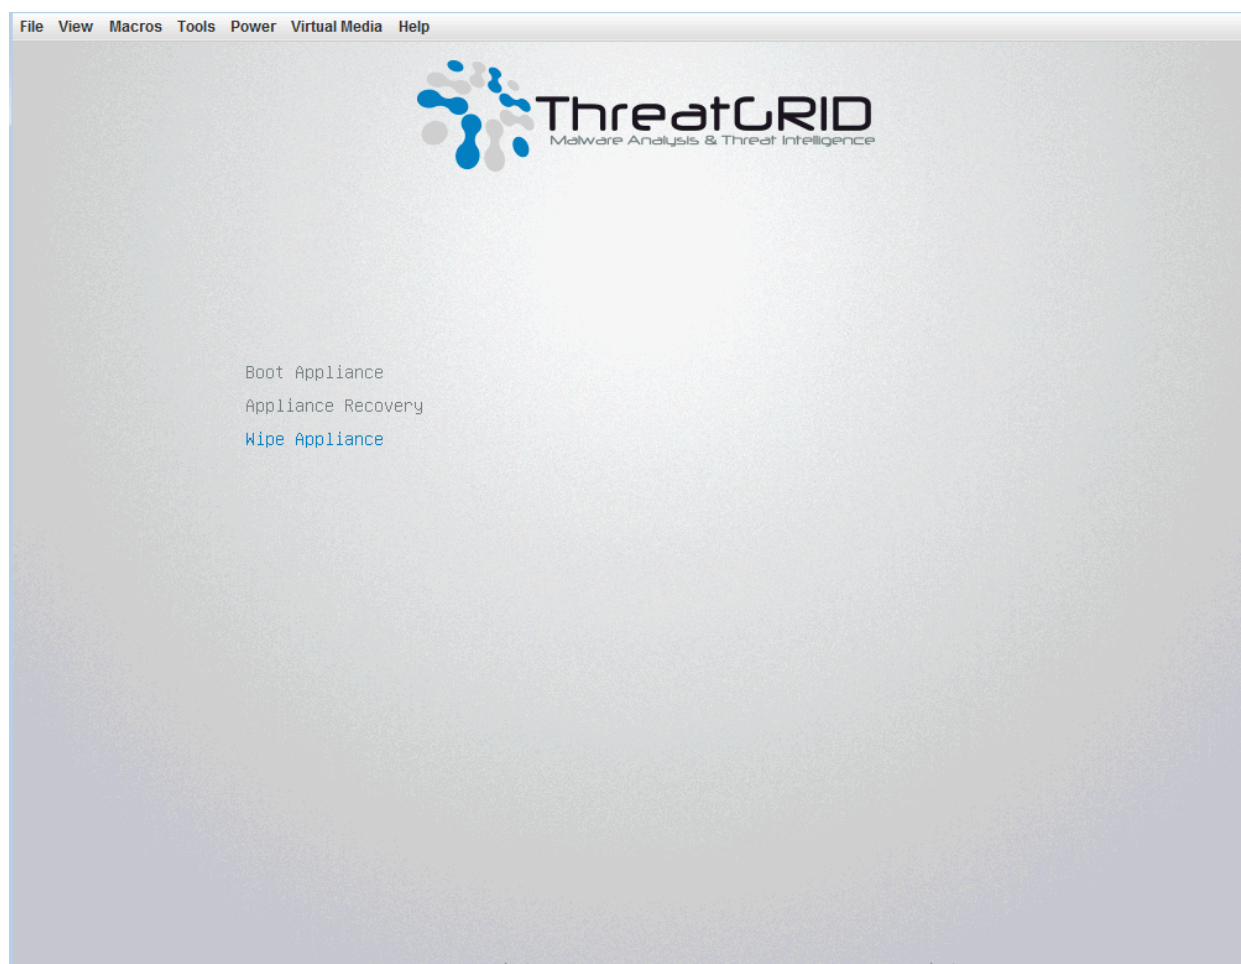 File View Macros Tools Power Virtual Media Help
ThreatGRID
Malware Analysis & Threat Intelligence
Boot Appliance
Appliance Recovery
Wipe Appliance